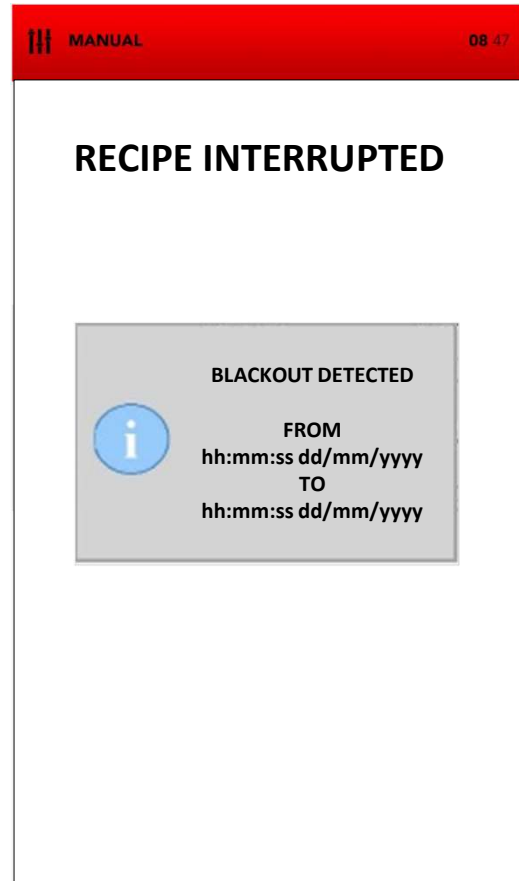 MANUAL 08 47
RECIPE INTERRUPTED
i
BLACKOUT DETECTED
FROM
hh:mm:ss dd/mm/yyyy
TO
hh:mm:ss dd/mm/yyyy